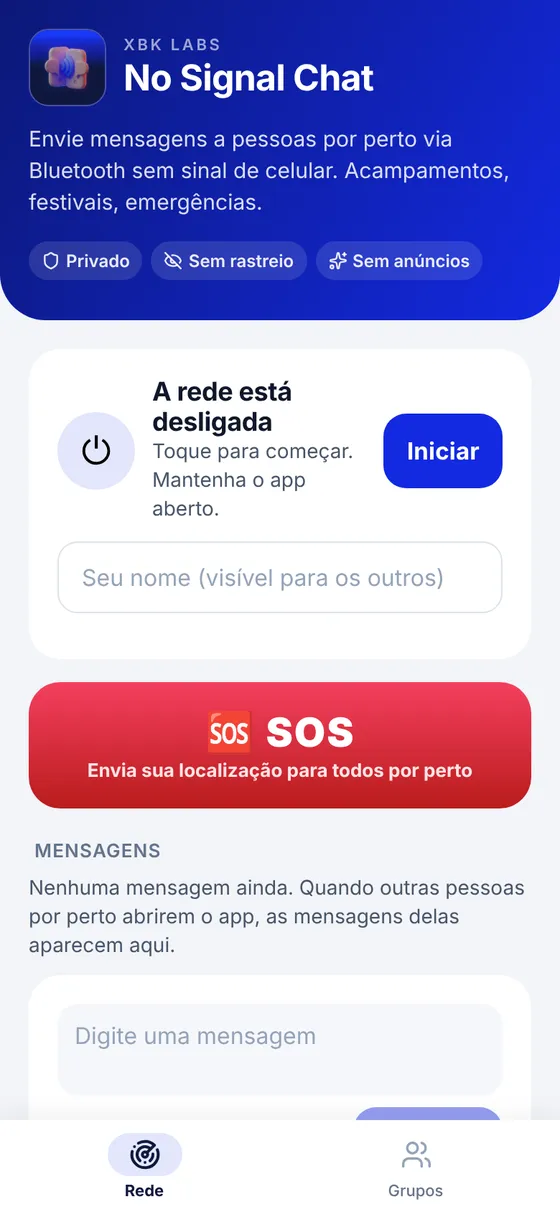 XBK LABS
No Signal Chat
Envie mensagens a pessoas por perto via
Bluetooth sem sinal de celular. Acampamentos,
festivais, emergências.
Privado
Sem rastreio
Sem anúncios
A rede está
desligada
Toque para começar.
Mantenha o app
aberto.
Iniciar
Seu nome (visível para os outros)
🆘 SOS
Envia sua localização para todos por perto
MENSAGENS
Nenhuma mensagem ainda. Quando outras pessoas
por perto abrirem o app, as mensagens delas
aparecem aqui.
Digite uma mensagem
Rede
Grupos